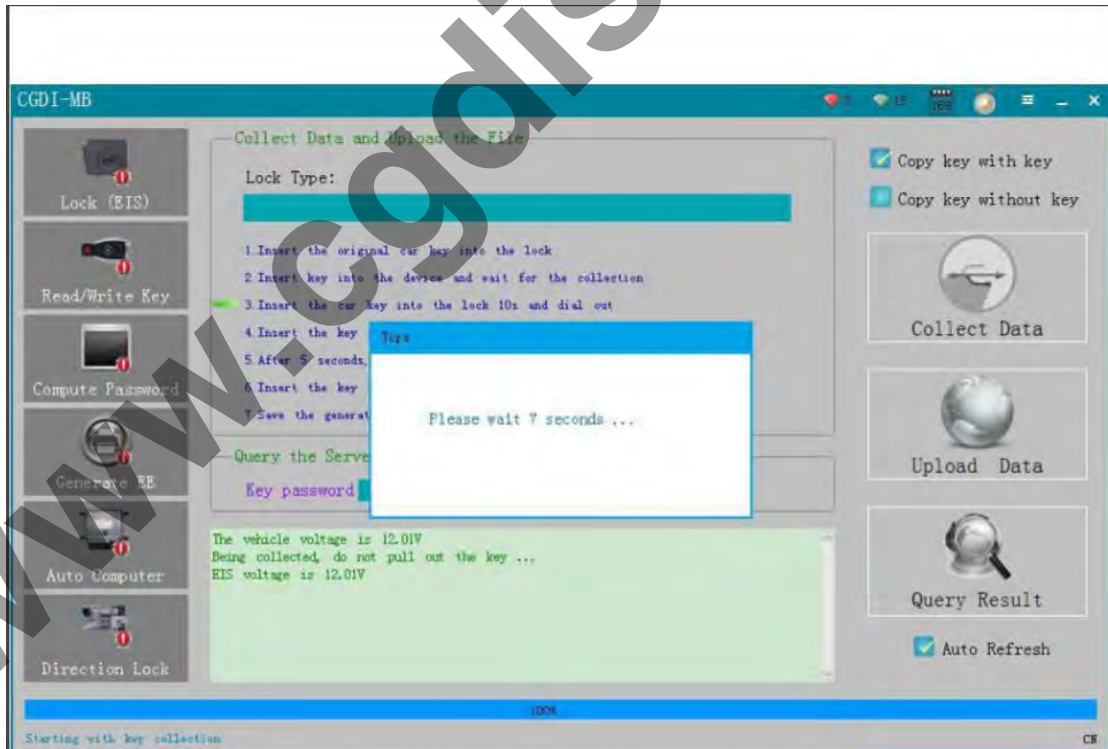 CGDI-MB
169
Collect Data and Upload the File
Lock Type:
Copy key with key
Copy key without key
Lock (EIS)
1.Insert the original car key into the lock
2.Insert key into the device and wait for the collection
3.Insert the car key into the lock 10s and dial out
4.Insert the key
5.After 5 seconds,
6.Insert the key
7.Save the generat
Read/Write Key
Compute Password
Generate EE
Auto Computer
Direction Lock
Tips
Please wait 7 seconds ...
Collect Data
Upload Data
Query Result
Auto Refresh
Query the Serve
Key password
The vehicle voltage is 12.01V
Being collected, do not pull out the key ...
EIS voltage is 12.01V
100%
Starting with key collection
www.cgdis